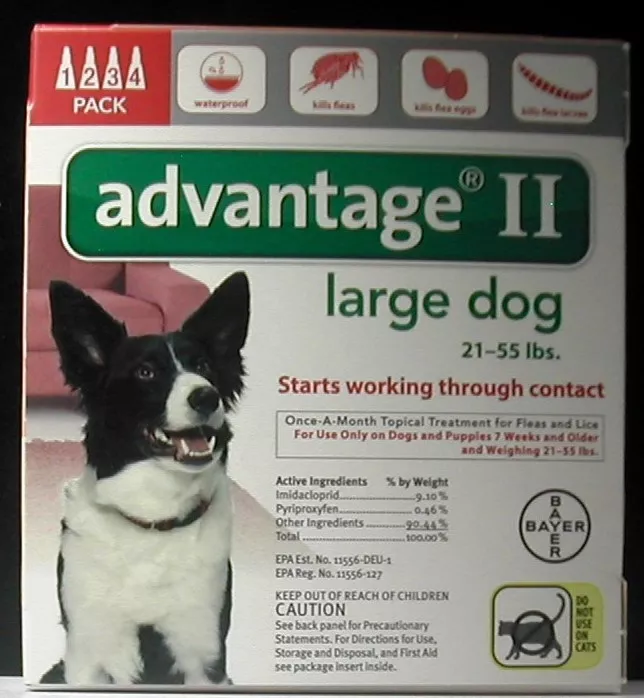 1 2 3 4
PACK
waterproof
kills fleas
kills flea eggs
kills flea larvae
advantage® II
large dog
21–55 lbs.
Starts working through contact
Once-A-Month Topical Treatment for Fleas and Lice
For Use Only on Dogs and Puppies 7 Weeks and Older
and Weighing 21-55 lbs.
Active Ingredients % by Weight
Imidacloprid....................9.10%
Pyriproxyfen....................0.46%
Other Ingredients ...........90.44%
Total ..............................100.00%
EPA Est. No. 11556-DEU-1
EPA Reg. No. 11556-127
BAYER
BAYER
KEEP OUT OF REACH OF CHILDREN
CAUTION
See back panel for Precautionary
Statements. For Directions for Use,
Storage and Disposal, and First Aid
see package insert inside.
DO
NOT
USE
ON
CATS